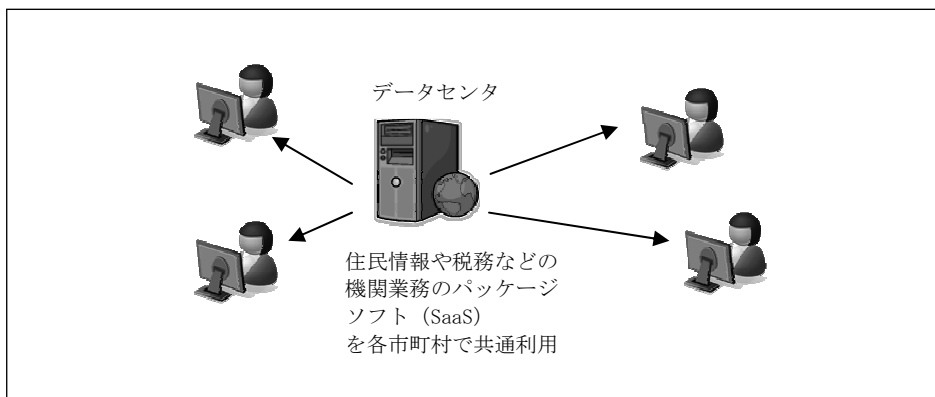 データセンタ
住民情報や税務などの
機関業務のパッケージ
ソフト（SaaS）
を各市町村で共通利用